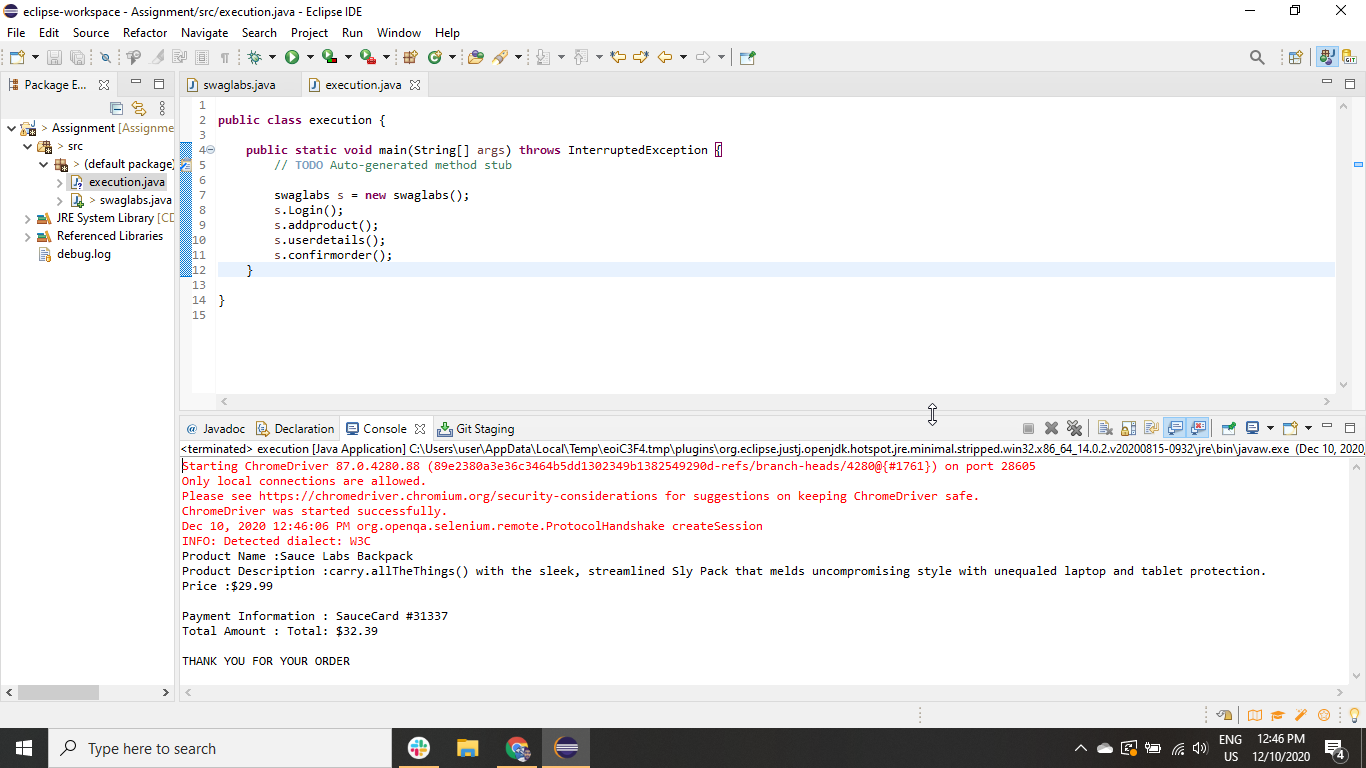 eclipse-workspace - Assignment/src/execution.java - Eclipse IDE
File Edit Source Refactor Navigate Search Project Run Window Help
Package E...
swaglabs.java
execution.java
> Assignment [Assignme
> src
> (default package)
execution.java
> swaglabs.java
JRE System Library [CD
Referenced Libraries
debug.log
1
2 public class execution {
3
4 public static void main(String[] args) throws InterruptedException {
5 // TODO Auto-generated method stub
6
7 swaglabs s = new swaglabs();
8 s.Login();
9 s.addproduct();
10 s.userdetails();
11 s.confirmorder();
12 }
13
14 }
15
@ Javadoc Declaration Console Git Staging
<terminated> execution [Java Application] C:\Users\user\AppData\Local\Temp\eoiC3F4.tmp\plugins\org.eclipse.justj.openjdk.hotspot.jre.minimal.stripped.win32.x86_64_14.0.2.v20200815-0932\jre\bin\javaw.exe (Dec 10, 2020,
Starting ChromeDriver 87.0.4280.88 (89e2380a3e36c3464b5dd1302349b1382549290d-refs/branch-heads/4280@{#1761}) on port 28605
Only local connections are allowed.
Please see https://chromedriver.chromium.org/security-considerations for suggestions on keeping ChromeDriver safe.
ChromeDriver was started successfully.
Dec 10, 2020 12:46:06 PM org.openqa.selenium.remote.ProtocolHandshake createSession
INFO: Detected dialect: W3C
Product Name :Sauce Labs Backpack
Product Description :carry.allTheThings() with the sleek, streamlined Sly Pack that melds uncompromising style with unequaled laptop and tablet protection.
Price :$29.99
Payment Information : SauceCard #31337
Total Amount : Total: $32.39
THANK YOU FOR YOUR ORDER
Type here to search
ENG
US
12:46 PM
12/10/2020
4